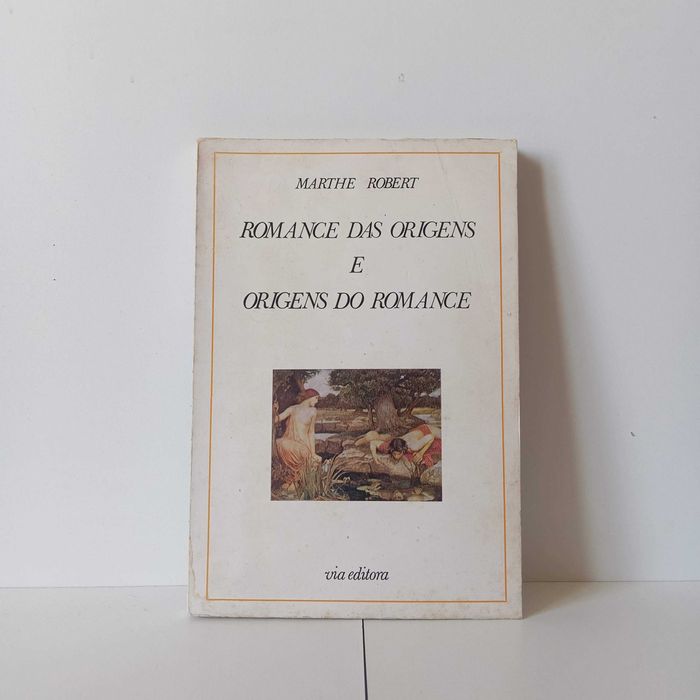 MARTHE ROBERT
ROMANCE DAS ORIGENS
E
ORIGENS DO ROMANCE
via editora